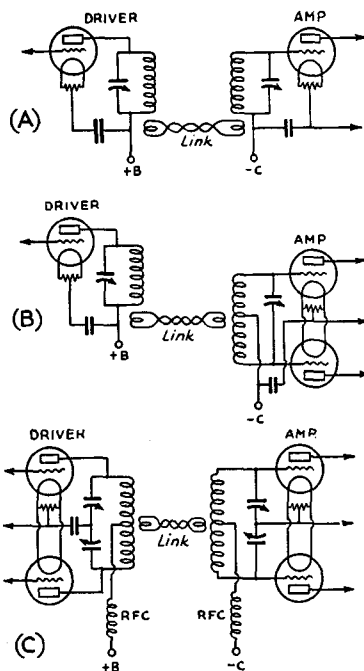 DRIVER
AMP
(A)
Link
+B
-C
DRIVER
AMP
(B)
Link
+B
-C
DRIVER
AMP.
(C)
Link
RFC
RFC
+B
-C